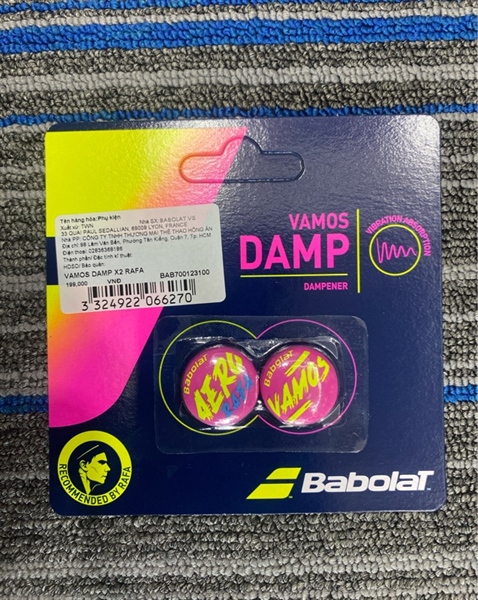 Tên hàng hóa:Phụ kiện
Nhà SX: BABOLAT VS
Xuất xứ: TWN
33 QUAI PAUL SEDALLIAN, 69009 LYON, FRANCE
Nhà PP: CÔNG TY TNHH THƯƠNG MẠI THỂ THAO HỒNG ÂN
Địa chỉ:86 Lâm Văn Bền, Phường Tân Kiểng, Quận 7, Tp. HCM
Điện thoại: 02836368186
Thành phần/ Đặc tính kĩ thuật:
HDSD/ Bảo quản:
VAMOS DAMP X2 RAFA BAB700123100
199,000 VNĐ
3 324922 066270
VAMOS
DAMP
DAMPENER
VIBRATION ABSORPTION
Babolat
AERO
RAFA
Babolat
VAMOS
RECOMMENDED BY RAFA
Babolat